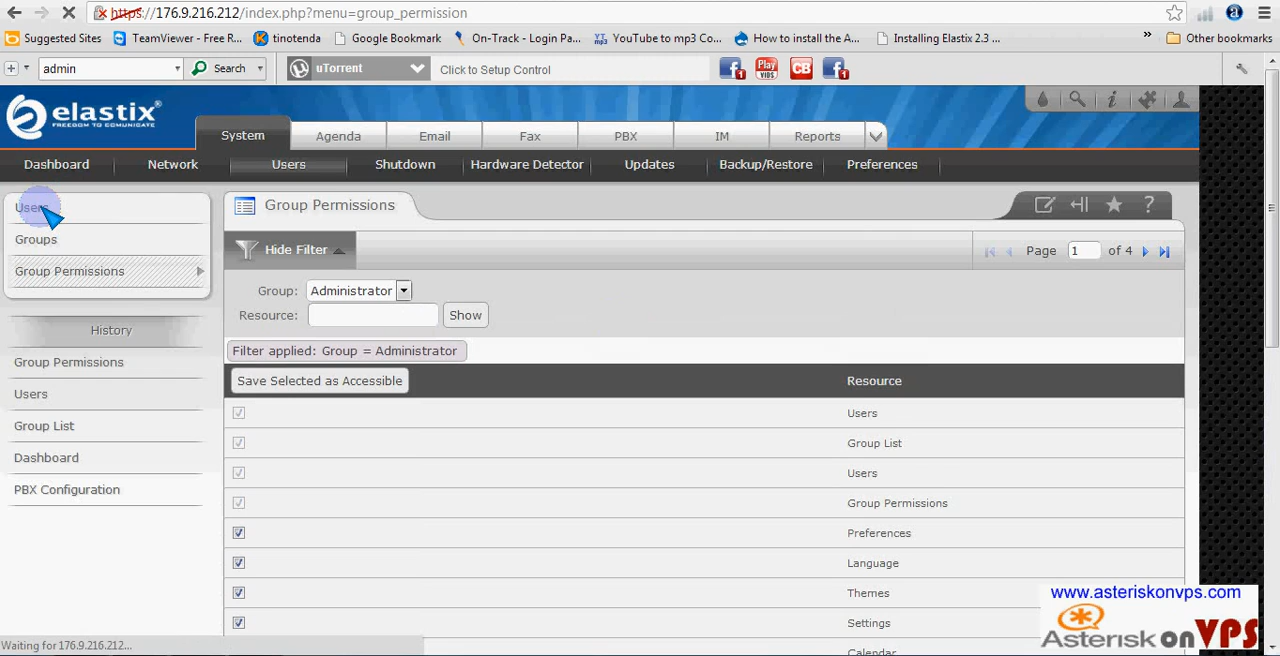 https://176.9.216.212/index.php?menu=group_permission
Suggested Sites TeamViewer - Free R... tinotenda Google Bookmark On-Track - Login Pa... YouTube to mp3 Co... How to install the A... Installing Elastix 2.3 ... » Other bookmarks
admin Search uTorrent Click to Setup Control
elastix
FREEDOM TO COMUNICATE
System Agenda Email Fax PBX IM Reports
Dashboard Network Users Shutdown Hardware Detector Updates Backup/Restore Preferences
Users
Groups
Group Permissions
History
Group Permissions
Users
Group List
Dashboard
PBX Configuration
Group Permissions
Hide Filter Page 1 of 4
Group: Administrator
Resource: Show
Filter applied: Group = Administrator
Save Selected as Accessible Resource
Users
Group List
Users
Group Permissions
Preferences
Language
Themes
Settings
Calendar
www.asteriskonvps.com
Asterisk on VPS
Waiting for 176.9.216.212...